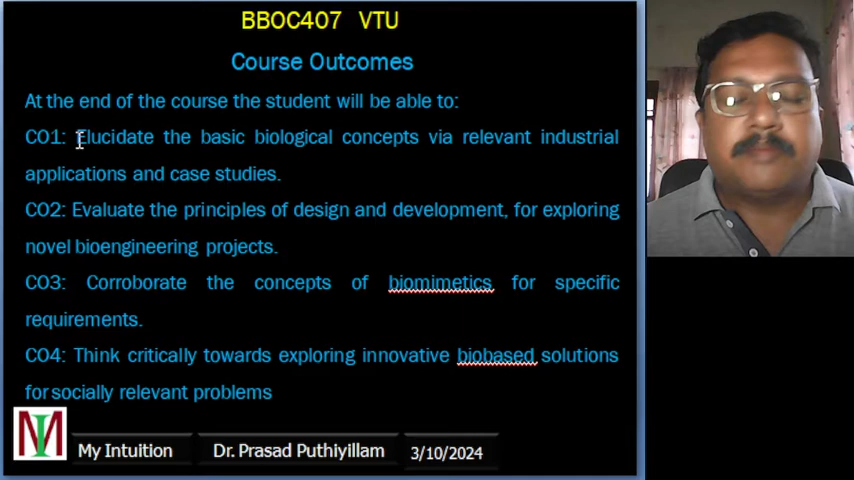 BBOC407 VTU
Course Outcomes
At the end of the course the student will be able to:
CO1: Elucidate the basic biological concepts via relevant industrial
applications and case studies.
CO2: Evaluate the principles of design and development, for exploring
novel bioengineering projects.
CO3: Corroborate the concepts of biomimetics for specific
requirements.
CO4: Think critically towards exploring innovative biobased solutions
for socially relevant problems
MI
My Intuition
Dr. Prasad Puthiyillam
3/10/2024